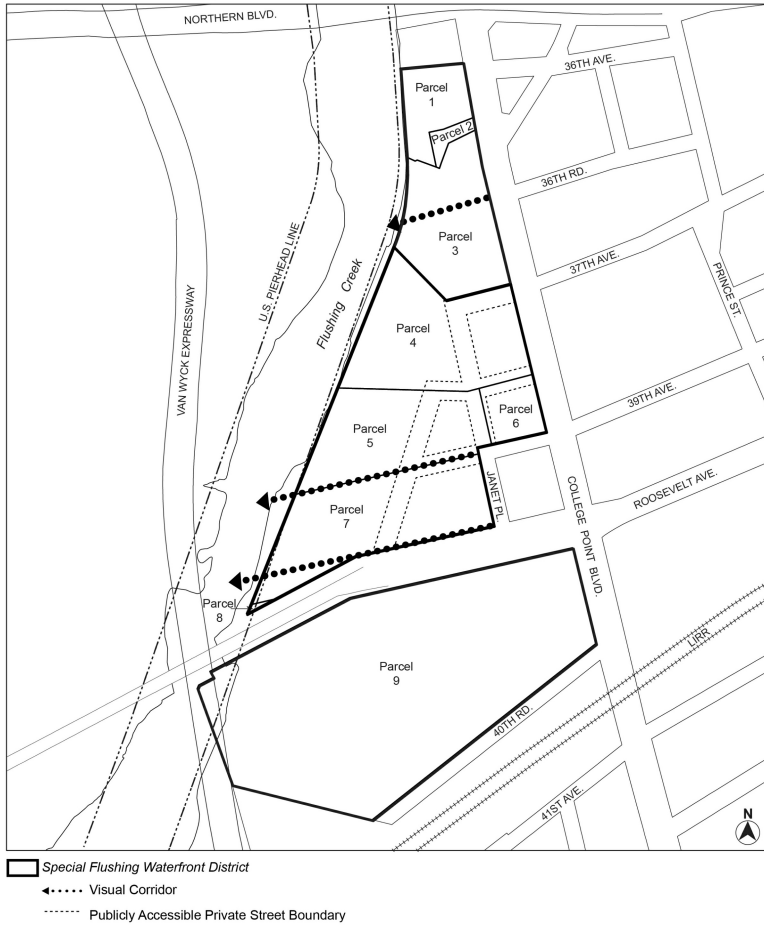 NORTHERN BLVD.
36TH AVE.
Parcel
1
Parcel 2
36TH RD.
U.S. PIERHEAD LINE
Flushing Creek
Parcel
3
37TH AVE.
PRINCE ST.
VAN WYCK EXPRESSWAY
Parcel
4
39TH AVE.
Parcel
6
Parcel
5
JANET PL.
COLLEGE POINT BLVD.
ROOSEVELT AVE.
Parcel
7
Parcel
8
LIRR
Parcel
9
40TH RD.
41ST AVE.
N
Special Flushing Waterfront District
Visual Corridor
Publicly Accessible Private Street Boundary